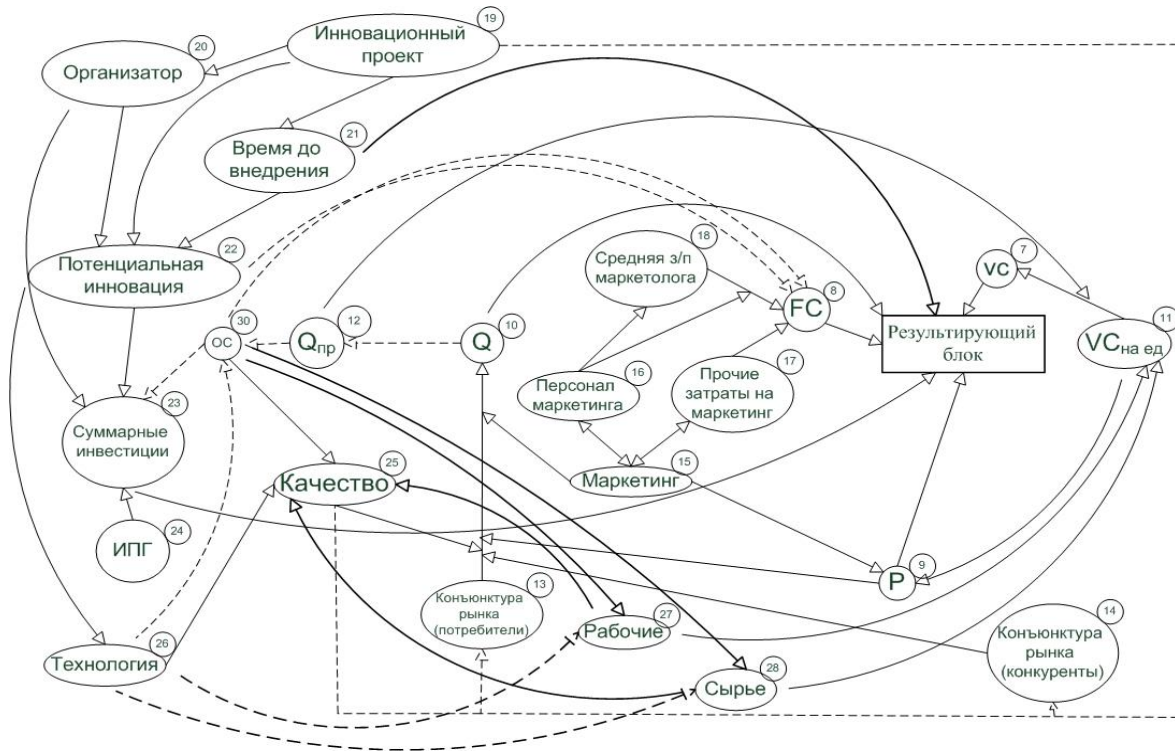 19
Инновационный
проект
20
Организатор
21
Время до
внедрения
22
Потенциальная
инновация
18
Средняя з/п
маркетолога
7
VC
8
FC
30
ОС
12
Qпр
10
Q
Результирующий
блок
11
VCна ед
16
Персонал
маркетинга
17
Прочие
затраты на
маркетинг
23
Суммарные
инвестиции
25
Качество
15
Маркетинг
24
ИПГ
9
P
13
Конъюнктура
рынка
(потребители)
27
Рабочие
14
Конъюнктура
рынка
(конкуренты)
26
Технология
28
Сырье